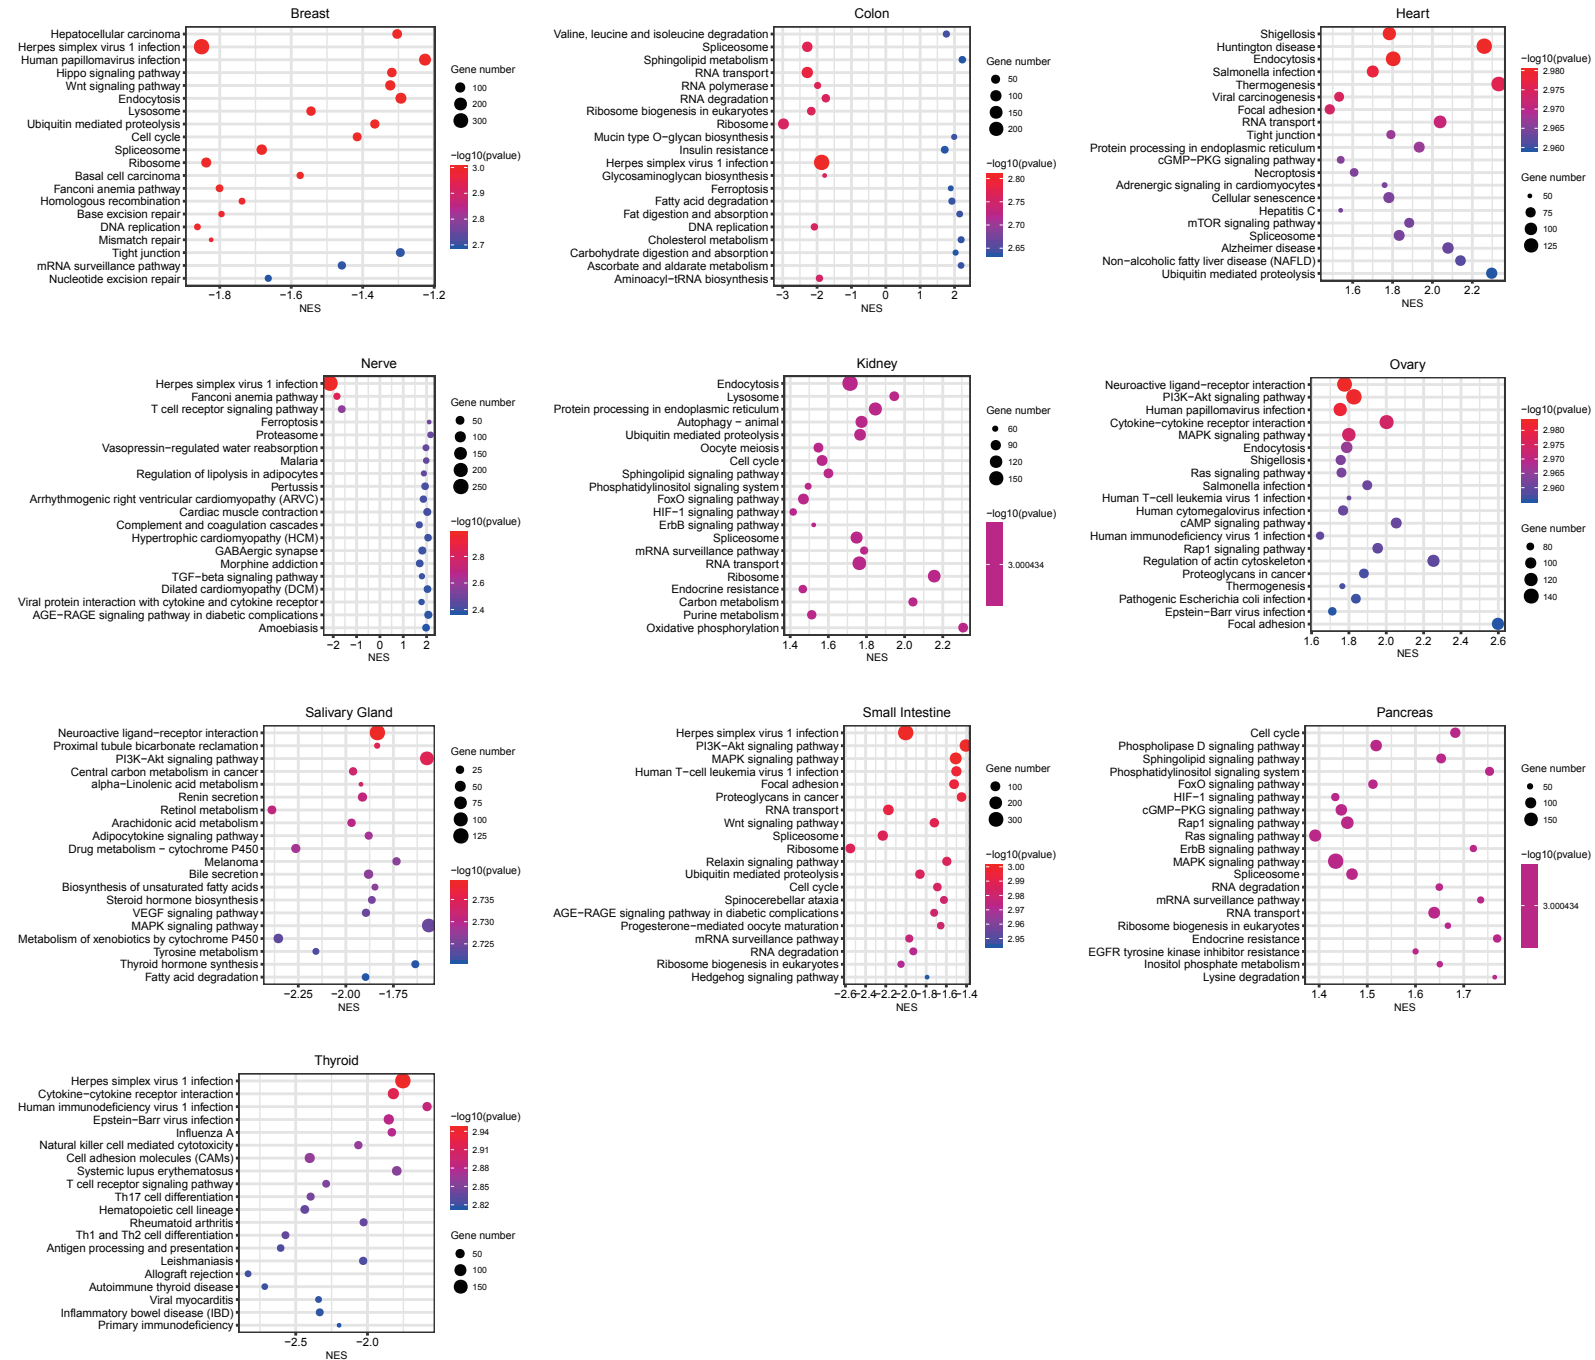 Breast
Hepatocellular carcinoma
Herpes simplex virus 1 infection
Human papillomavirus infection
Hippo signaling pathway
Wnt signaling pathway
Endocytosis
Lysosome
Ubiquitin mediated proteolysis
Cell cycle
Spliceosome
Ribosome
Basal cell carcinoma
Fanconi anemia pathway
Homologous recombination
Base excision repair
DNA replication
Mismatch repair
Tight junction
mRNA surveillance pathway
Nucleotide excision repair
−1.8 −1.6 −1.4 −1.2
NES
Gene number
100
200
300
−log10(pvalue)
3.0
2.9
2.8
2.7
Colon
Valine, leucine and isoleucine degradation
Spliceosome
Sphingolipid metabolism
RNA transport
RNA polymerase
RNA degradation
Ribosome biogenesis in eukaryotes
Ribosome
Mucin type O−glycan biosynthesis
Insulin resistance
Herpes simplex virus 1 infection
Glycosaminoglycan biosynthesis
Ferroptosis
Fatty acid degradation
Fat digestion and absorption
DNA replication
Cholesterol metabolism
Carbohydrate digestion and absorption
Ascorbate and aldarate metabolism
Aminoacyl−tRNA biosynthesis
−3 −2 −1 0 1 2
NES
Gene number
50
100
150
200
−log10(pvalue)
2.80
2.75
2.70
2.65
Heart
Shigellosis
Huntington disease
Endocytosis
Salmonella infection
Thermogenesis
Viral carcinogenesis
Focal adhesion
RNA transport
Tight junction
Protein processing in endoplasmic reticulum
cGMP−PKG signaling pathway
Necroptosis
Adrenergic signaling in cardiomyocytes
Cellular senescence
Hepatitis C
mTOR signaling pathway
Spliceosome
Alzheimer disease
Non−alcoholic fatty liver disease (NAFLD)
Ubiquitin mediated proteolysis
1.6 1.8 2.0 2.2
NES
−log10(pvalue)
2.980
2.975
2.970
2.965
2.960
Gene number
50
75
100
125
Nerve
Herpes simplex virus 1 infection
Fanconi anemia pathway
T cell receptor signaling pathway
Ferroptosis
Proteasome
Vasopressin−regulated water reabsorption
Malaria
Regulation of lipolysis in adipocytes
Pertussis
Arrhythmogenic right ventricular cardiomyopathy (ARVC)
Cardiac muscle contraction
Complement and coagulation cascades
Hypertrophic cardiomyopathy (HCM)
GABAergic synapse
Morphine addiction
TGF−beta signaling pathway
Dilated cardiomyopathy (DCM)
Viral protein interaction with cytokine and cytokine receptor
AGE−RAGE signaling pathway in diabetic complications
Amoebiasis
−2 −1 0 1 2
NES
Gene number
50
100
150
200
250
−log10(pvalue)
2.8
2.6
2.4
Kidney
Endocytosis
Lysosome
Protein processing in endoplasmic reticulum
Autophagy − animal
Ubiquitin mediated proteolysis
Oocyte meiosis
Cell cycle
Sphingolipid signaling pathway
Phosphatidylinositol signaling system
FoxO signaling pathway
HIF−1 signaling pathway
ErbB signaling pathway
Spliceosome
mRNA surveillance pathway
RNA transport
Ribosome
Endocrine resistance
Carbon metabolism
Purine metabolism
Oxidative phosphorylation
1.4 1.6 1.8 2.0 2.2
NES
Gene number
60
90
120
150
−log10(pvalue)
3.000434
Ovary
Neuroactive ligand−receptor interaction
PI3K−Akt signaling pathway
Human papillomavirus infection
Cytokine−cytokine receptor interaction
MAPK signaling pathway
Endocytosis
Shigellosis
Ras signaling pathway
Salmonella infection
Human T−cell leukemia virus 1 infection
Human cytomegalovirus infection
cAMP signaling pathway
Human immunodeficiency virus 1 infection
Rap1 signaling pathway
Regulation of actin cytoskeleton
Proteoglycans in cancer
Thermogenesis
Pathogenic Escherichia coli infection
Epstein−Barr virus infection
Focal adhesion
1.6 1.8 2.0 2.2 2.4 2.6
NES
−log10(pvalue)
2.980
2.975
2.970
2.965
2.960
Gene number
80
100
120
140
Salivary Gland
Neuroactive ligand−receptor interaction
Proximal tubule bicarbonate reclamation
PI3K−Akt signaling pathway
Central carbon metabolism in cancer
alpha−Linolenic acid metabolism
Renin secretion
Retinol metabolism
Arachidonic acid metabolism
Adipocytokine signaling pathway
Drug metabolism − cytochrome P450
Melanoma
Bile secretion
Biosynthesis of unsaturated fatty acids
Steroid hormone biosynthesis
VEGF signaling pathway
MAPK signaling pathway
Metabolism of xenobiotics by cytochrome P450
Tyrosine metabolism
Thyroid hormone synthesis
Fatty acid degradation
−2.25 −2.00 −1.75
NES
Gene number
25
50
75
100
125
−log10(pvalue)
2.735
2.730
2.725
Small Intestine
Herpes simplex virus 1 infection
PI3K−Akt signaling pathway
MAPK signaling pathway
Human T−cell leukemia virus 1 infection
Focal adhesion
Proteoglycans in cancer
RNA transport
Wnt signaling pathway
Spliceosome
Ribosome
Relaxin signaling pathway
Ubiquitin mediated proteolysis
Cell cycle
Spinocerebellar ataxia
AGE−RAGE signaling pathway in diabetic complications
Progesterone−mediated oocyte maturation
mRNA surveillance pathway
RNA degradation
Ribosome biogenesis in eukaryotes
Hedgehog signaling pathway
−2.6−2.4−2.2−2.0−1.8−1.6−1.4
NES
Gene number
100
200
300
−log10(pvalue)
3.00
2.99
2.98
2.97
2.96
2.95
Pancreas
Cell cycle
Phospholipase D signaling pathway
Sphingolipid signaling pathway
Phosphatidylinositol signaling system
FoxO signaling pathway
HIF−1 signaling pathway
cGMP−PKG signaling pathway
Rap1 signaling pathway
Ras signaling pathway
ErbB signaling pathway
MAPK signaling pathway
Spliceosome
RNA degradation
mRNA surveillance pathway
RNA transport
Ribosome biogenesis in eukaryotes
Endocrine resistance
EGFR tyrosine kinase inhibitor resistance
Inositol phosphate metabolism
Lysine degradation
1.4 1.5 1.6 1.7
NES
Gene number
50
100
150
−log10(pvalue)
3.000434
Thyroid
Herpes simplex virus 1 infection
Cytokine−cytokine receptor interaction
Human immunodeficiency virus 1 infection
Epstein−Barr virus infection
Influenza A
Natural killer cell mediated cytotoxicity
Cell adhesion molecules (CAMs)
Systemic lupus erythematosus
T cell receptor signaling pathway
Th17 cell differentiation
Hematopoietic cell lineage
Rheumatoid arthritis
Th1 and Th2 cell differentiation
Antigen processing and presentation
Leishmaniasis
Allograft rejection
Autoimmune thyroid disease
Viral myocarditis
Inflammatory bowel disease (IBD)
Primary immunodeficiency
−2.5 −2.0
NES
−log10(pvalue)
2.94
2.91
2.88
2.85
2.82
Gene number
50
100
150